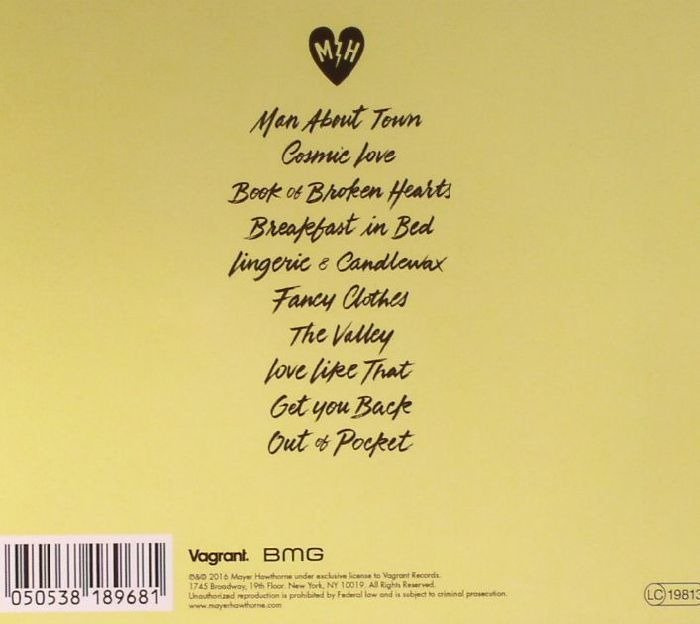 M H
Man About Town
Cosmic Love
Book of Broken Hearts
Breakfast in Bed
Lingerie & Candlewax
Fancy Clothes
The Valley
Love Like That
Get you Back
Out of Pocket
Vagrant. BMG
℗&© 2016 Mayer Hawthorne under exclusive license to Vagrant Records.
1745 Broadway, 19th Floor. New York, NY 10019. All Rights Reserved.
Unauthorized reproduction is prohibited by Federal law and is subject to criminal prosecution.
www.mayerhawthorne.com
050538 189681
LC 19813